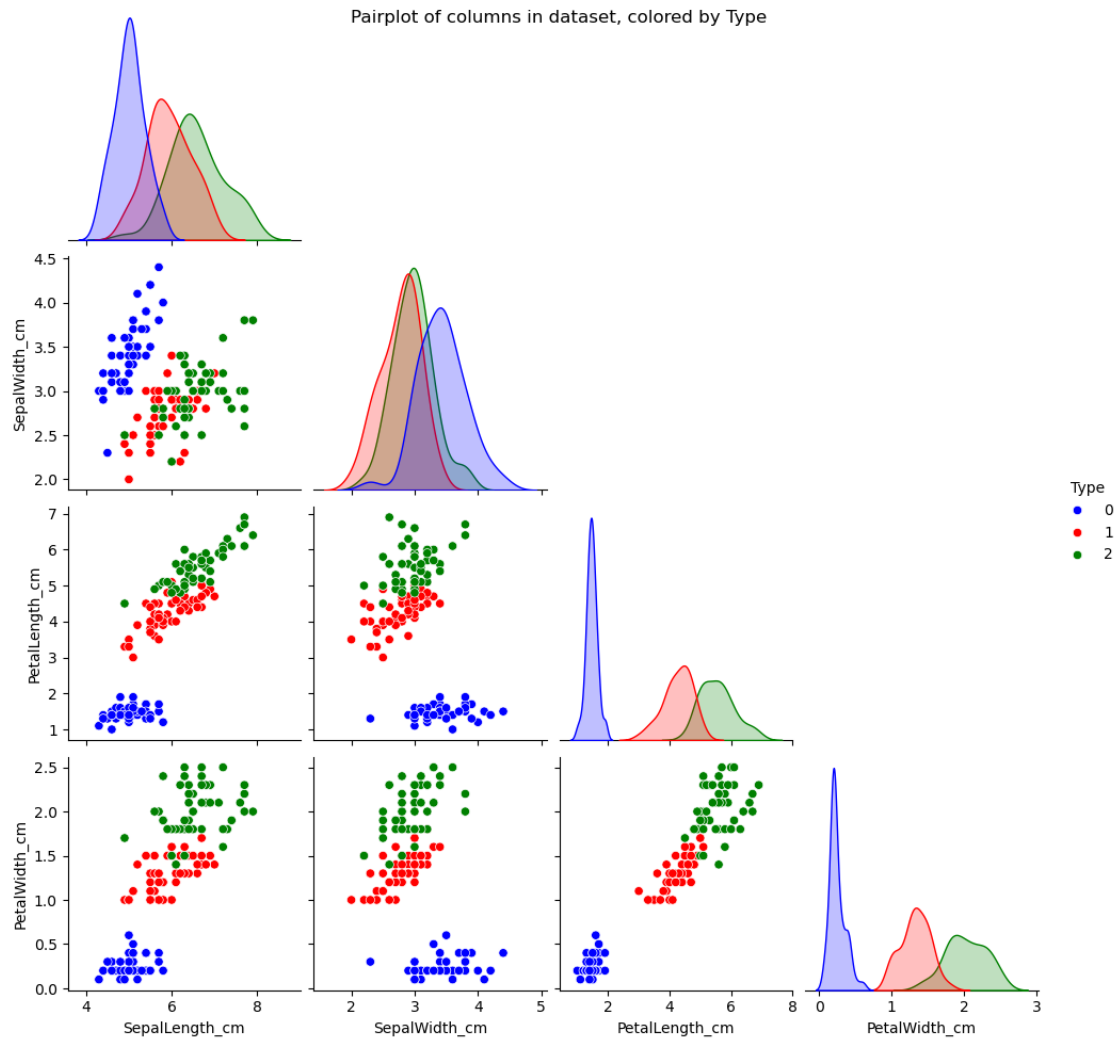 Pairplot of columns in dataset, colored by Type
SepalWidth_cm
4.5
4.0
3.5
3.0
2.5
2.0
PetalLength_cm
7
6
5
4
3
2
1
Type
0
1
2
PetalWidth_cm
2.5
2.0
1.5
1.0
0.5
0.0
4 6 8
2 3 4 5
2 4 6 8
0 1 2 3
SepalLength_cm
SepalWidth_cm
PetalLength_cm
PetalWidth_cm